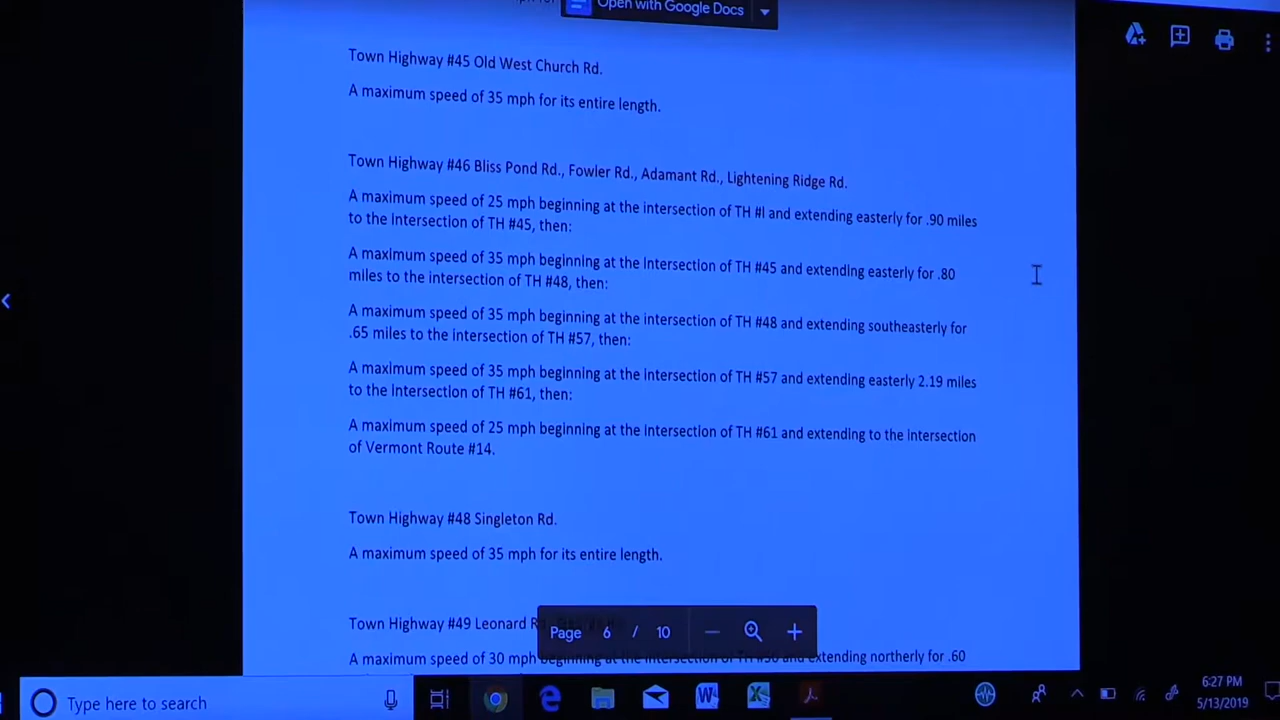 Open with Google Docs
Town Highway #45 Old West Church Rd.
A maximum speed of 35 mph for its entire length.
Town Highway #46 Bliss Pond Rd., Fowler Rd., Adamant Rd., Lightening Ridge Rd.
A maximum speed of 25 mph beginning at the intersection of TH #l and extending easterly for .90 miles
to the intersection of TH #45, then:
A maximum speed of 35 mph beginning at the intersection of TH #45 and extending easterly for .80
miles to the intersection of TH #48, then:
A maximum speed of 35 mph beginning at the intersection of TH #48 and extending southeasterly for
.65 miles to the intersection of TH #57, then:
A maximum speed of 35 mph beginning at the intersection of TH #57 and extending easterly 2.19 miles
to the intersection of TH #61, then:
A maximum speed of 25 mph beginning at the intersection of TH #61 and extending to the intersection
of Vermont Route #14.
Town Highway #48 Singleton Rd.
A maximum speed of 35 mph for its entire length.
Town Highway #49 Leonard
Page 6 / 10
A maximum speed of 30 mph beginning at the intersection of TH #56 and extending northerly for .60
Type here to search
6:27 PM
5/13/2019